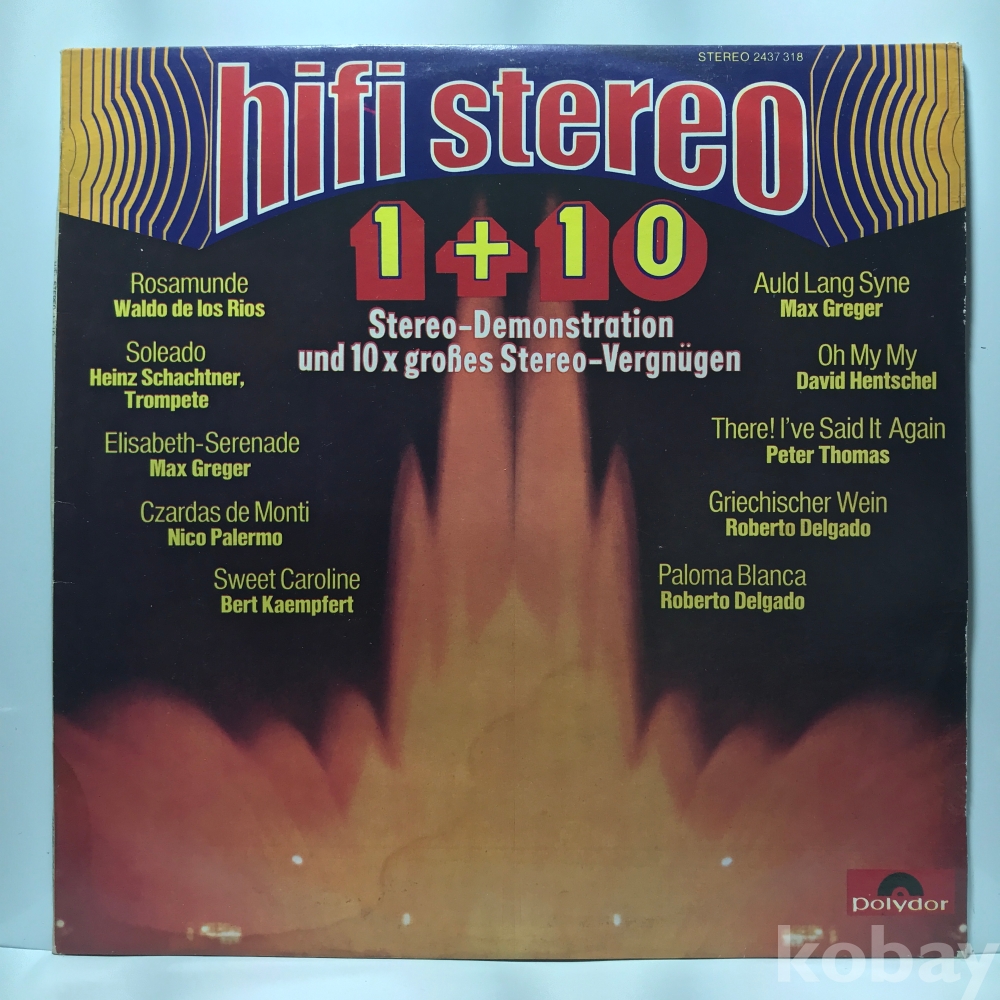 STEREO 2437 318
hifi stereo
1+10
Stereo-Demonstration
und 10 x großes Stereo-Vergnügen
Rosamunde
Waldo de los Rios
Soleado
Heinz Schachtner,
Trompete
Elisabeth-Serenade
Max Greger
Czardas de Monti
Nico Palermo
Sweet Caroline
Bert Kaempfert
Auld Lang Syne
Max Greger
Oh My My
David Hentschel
There! I've Said It Again
Peter Thomas
Griechischer Wein
Roberto Delgado
Paloma Blanca
Roberto Delgado
polydor
kobay